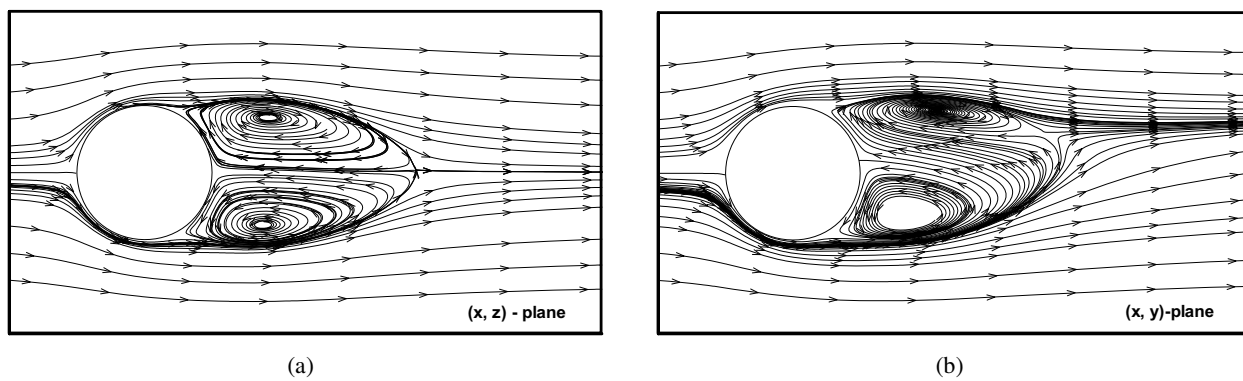 (x, z) - plane
(x, y)-plane
(a)
(b)